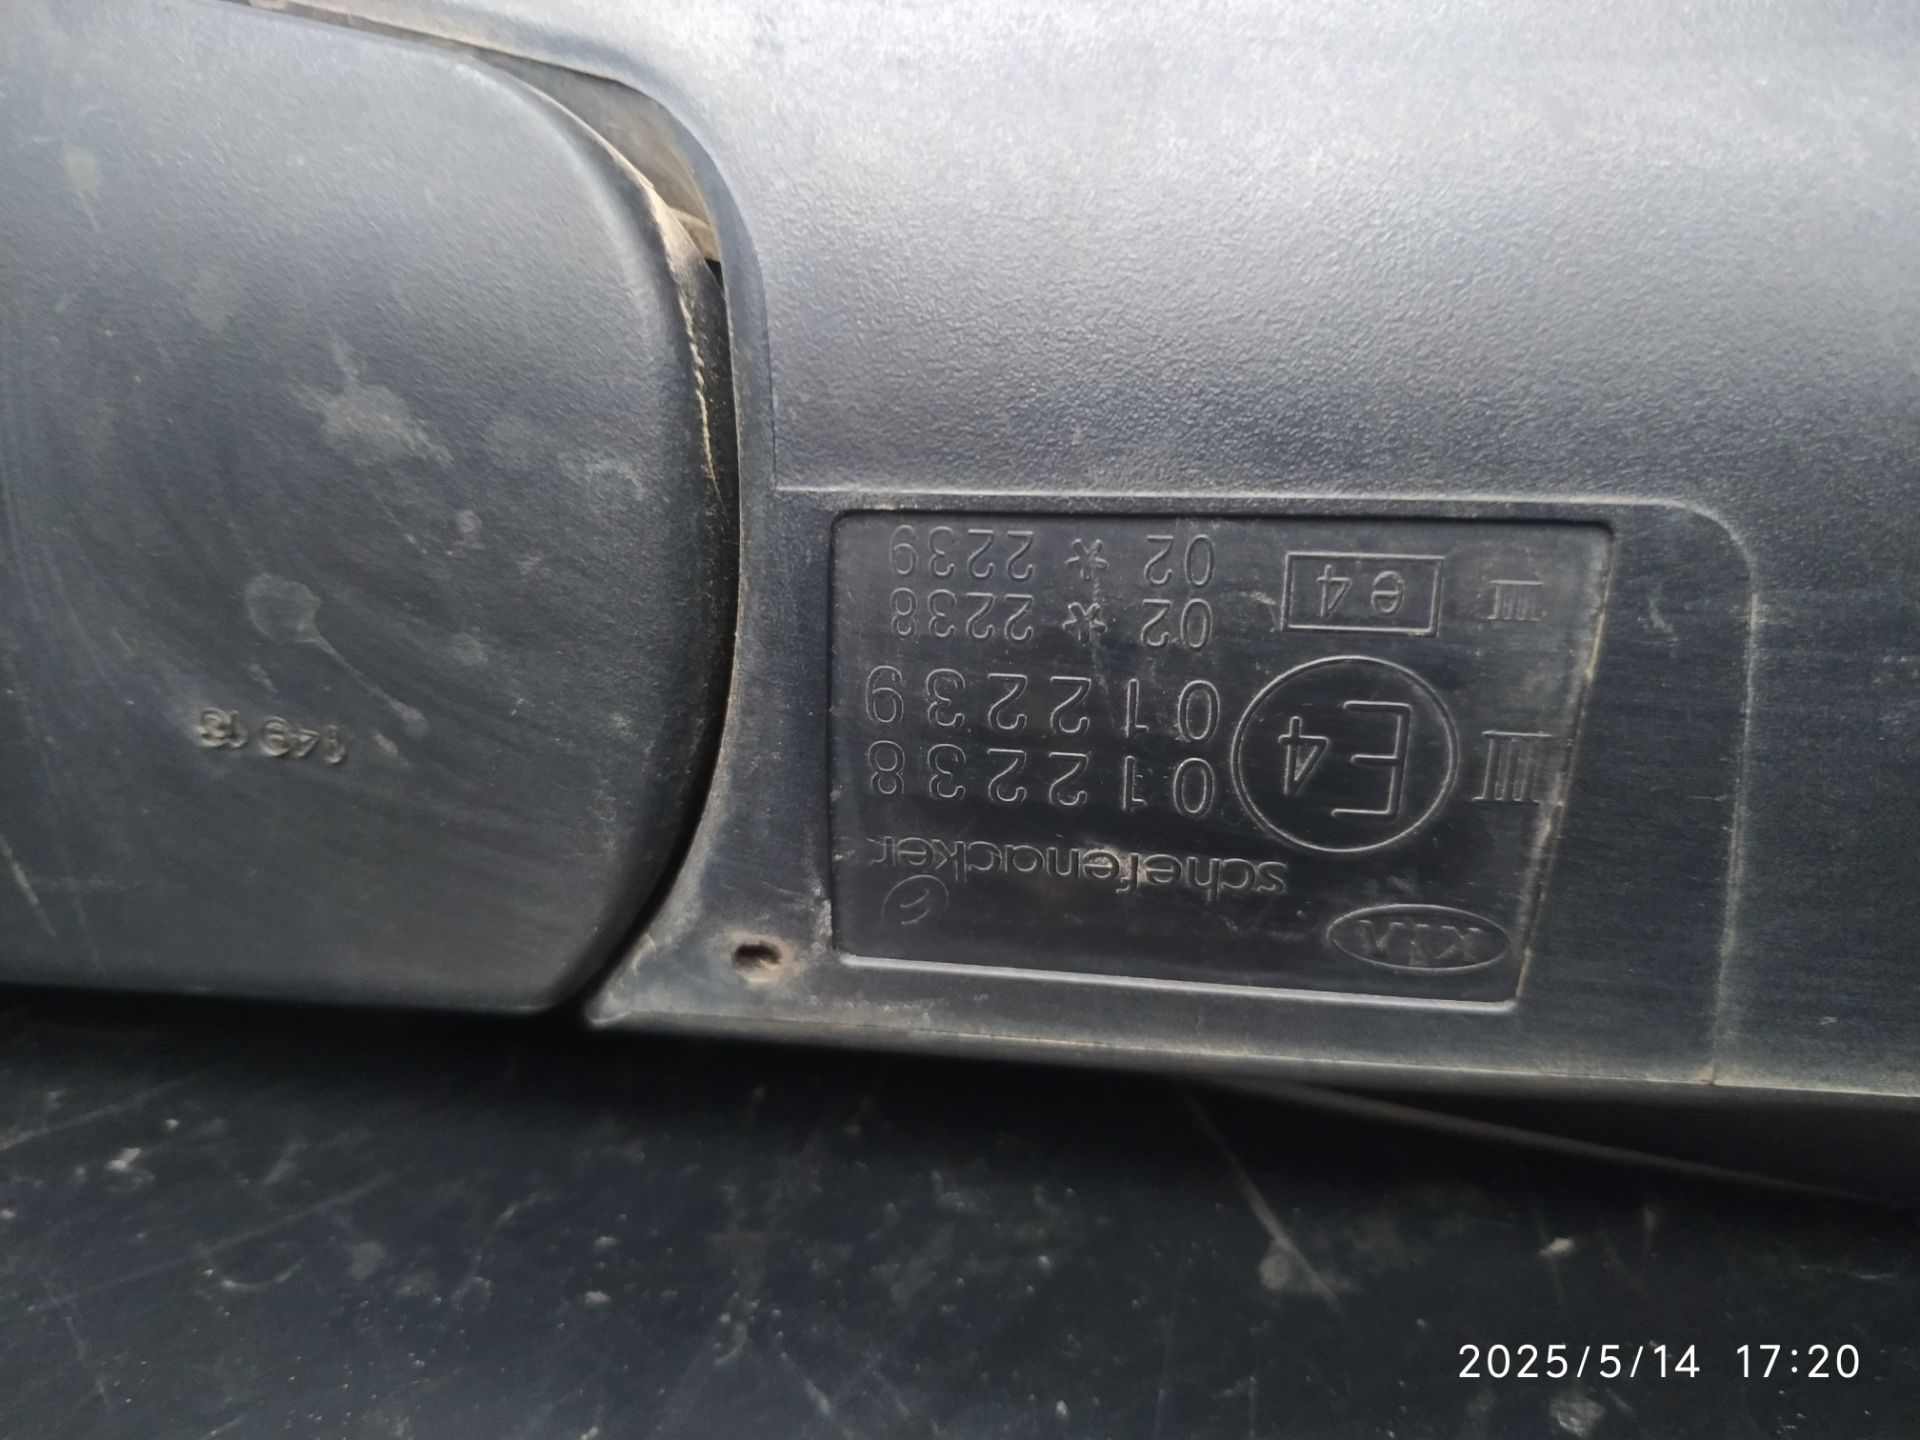 KIA
schefenacker
III E4 012238
012239
III e4 02 * 2238
02 * 2239
2025/5/14 17:20